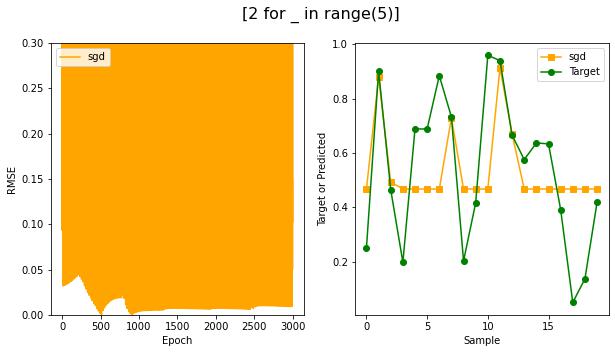 [2 for _ in range(5)]
sgd
RMSE
0.30
0.25
0.20
0.15
0.10
0.05
0.00
0
500
1000
1500
2000
2500
3000
Epoch
sgd
Target
Target or Predicted
1.0
0.8
0.6
0.4
0.2
0
5
10
15
Sample